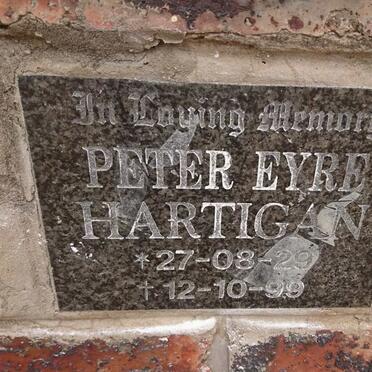 In Loving Memory
PETER EYRE
HARTIGAN
*27-08-29
†12-10-99